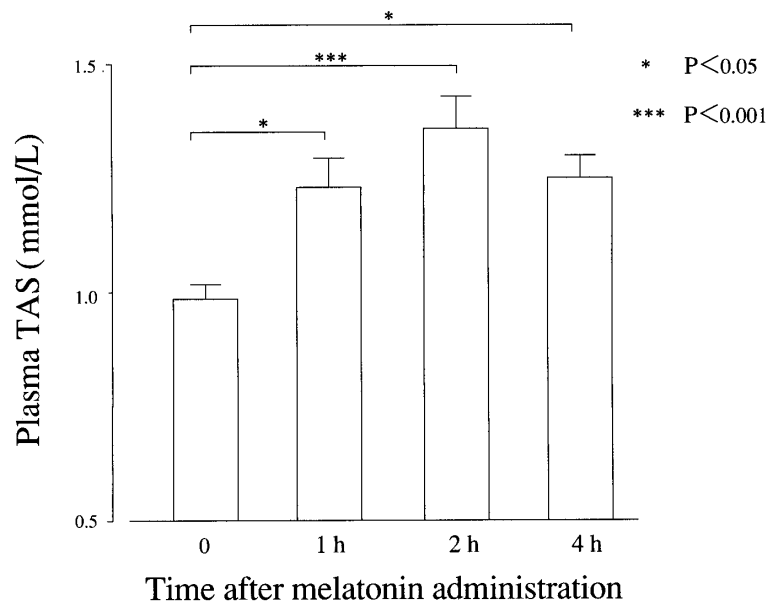 *
1.5
***
* P<0.05
*** P<0.001
*
Plasma TAS ( mmol/L)
1.0
0.5
0 1 h 2 h 4 h
Time after melatonin administration